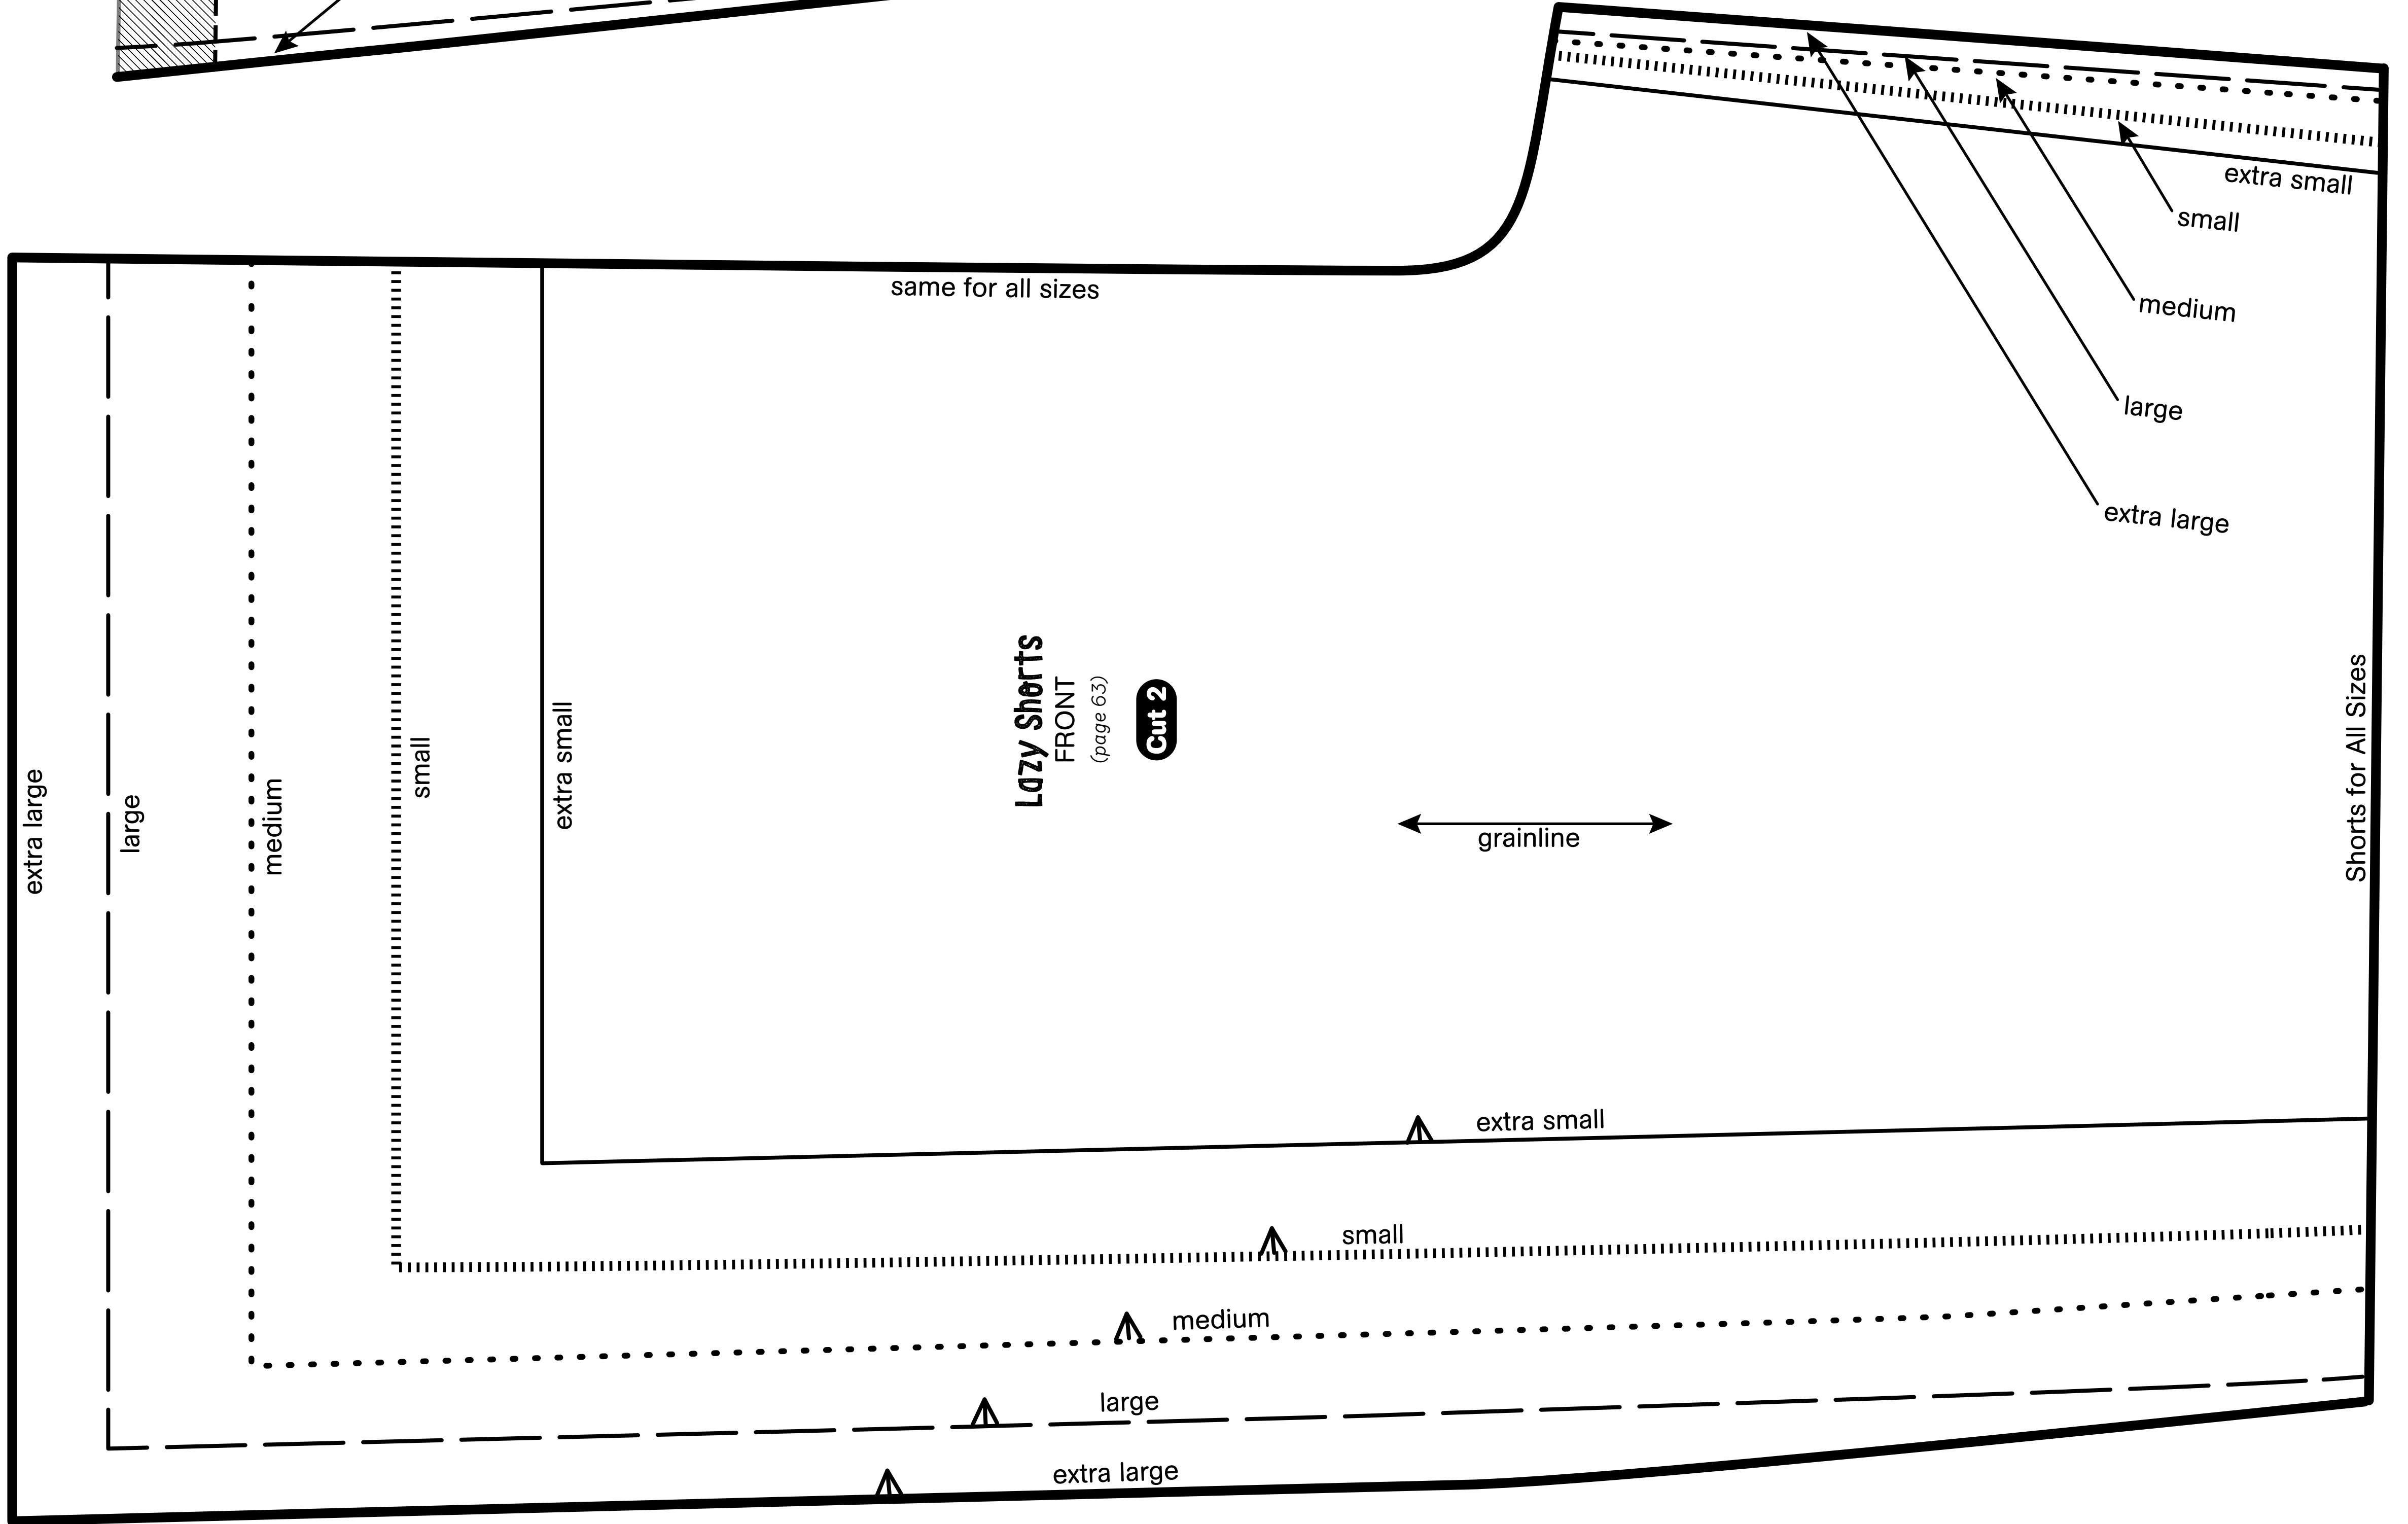 extra small
small
medium
large
extra large
same for all sizes
Lazy Shorts
FRONT
(page 63)
Cut 2
grainline
Shorts for All Sizes
extra large
large
medium
small
extra small
extra small
small
medium
large
extra large